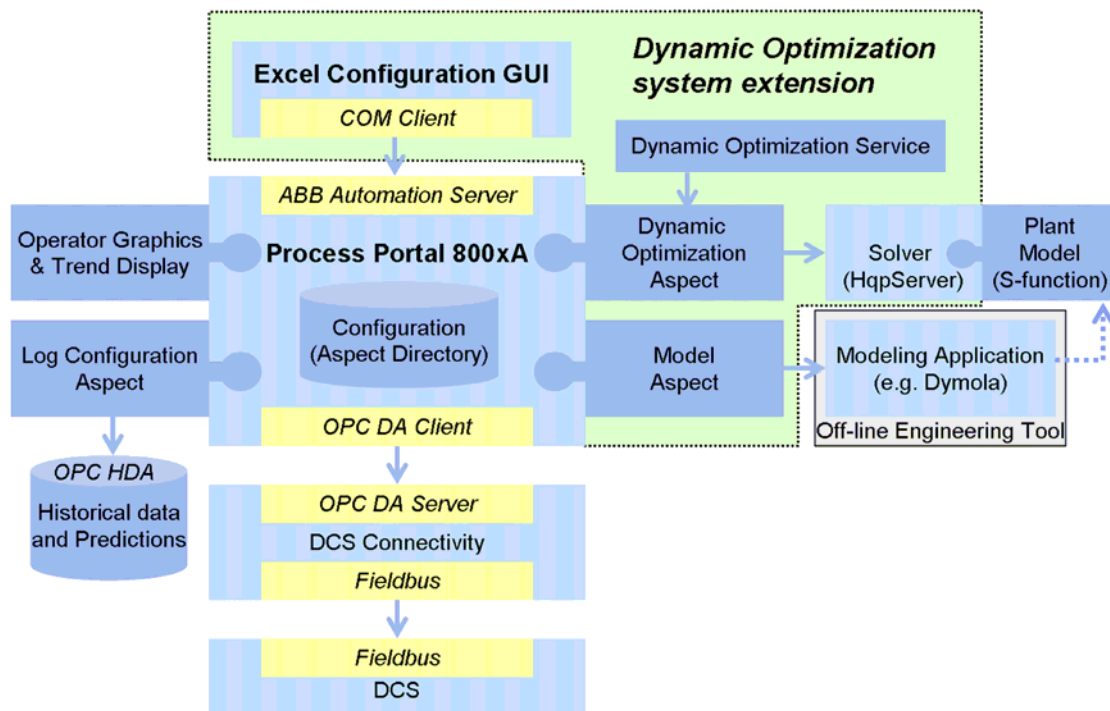 Dynamic Optimization
system extension
Excel Configuration GUI
COM Client
Dynamic Optimization Service
ABB Automation Server
Operator Graphics
& Trend Display
Process Portal 800xA
Dynamic
Optimization
Aspect
Solver
(HqpServer)
Plant
Model
(S-function)
Configuration
(Aspect Directory)
Log Configuration
Aspect
Model
Aspect
Modeling Application
(e.g. Dymola)
Off-line Engineering Tool
OPC DA Client
OPC HDA
Historical data
and Predictions
OPC DA Server
DCS Connectivity
Fieldbus
Fieldbus
DCS